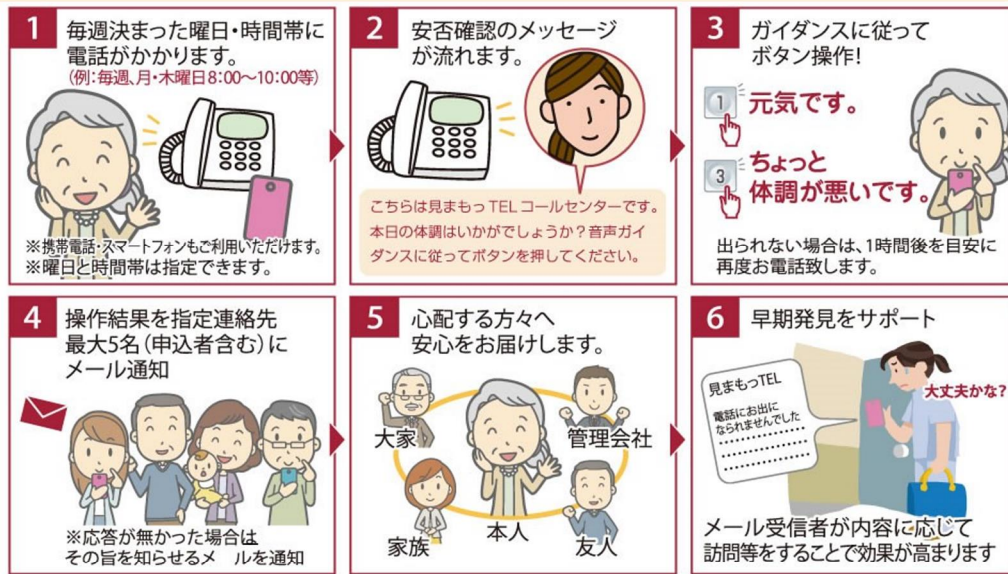 1
毎週決まった曜日・時間帯に
電話がかかります。
(例:毎週、月・木曜日8:00～10:00等)
※携帯電話・スマートフォンもご利用いただけます。
※曜日と時間帯は指定できます。
2
安否確認のメッセージ
が流れます。
こちらは見まもっTELコールセンターです。
本日の体調はいかがでしょうか?音声ガイ
ダンスに従ってボタンを押してください。
3
ガイダンスに従って
ボタン操作!
1
元気です。
3
ちょっと
体調が悪いです。
出られない場合は、1時間後を目安に
再度お電話致します。
4
操作結果を指定連絡先
最大5名(申込者含む)に
メール通知
※応答が無かった場合は
その旨を知らせるメ ルを通知
5
心配する方々へ
安心をお届けします。
大家
管理会社
家族
本人
友人
6
早期発見をサポート
見まもっTEL
電話にお出に
なられませんでした
大丈夫かな?
メール受信者が内容に応じて
訪問等をすることで効果が高まります